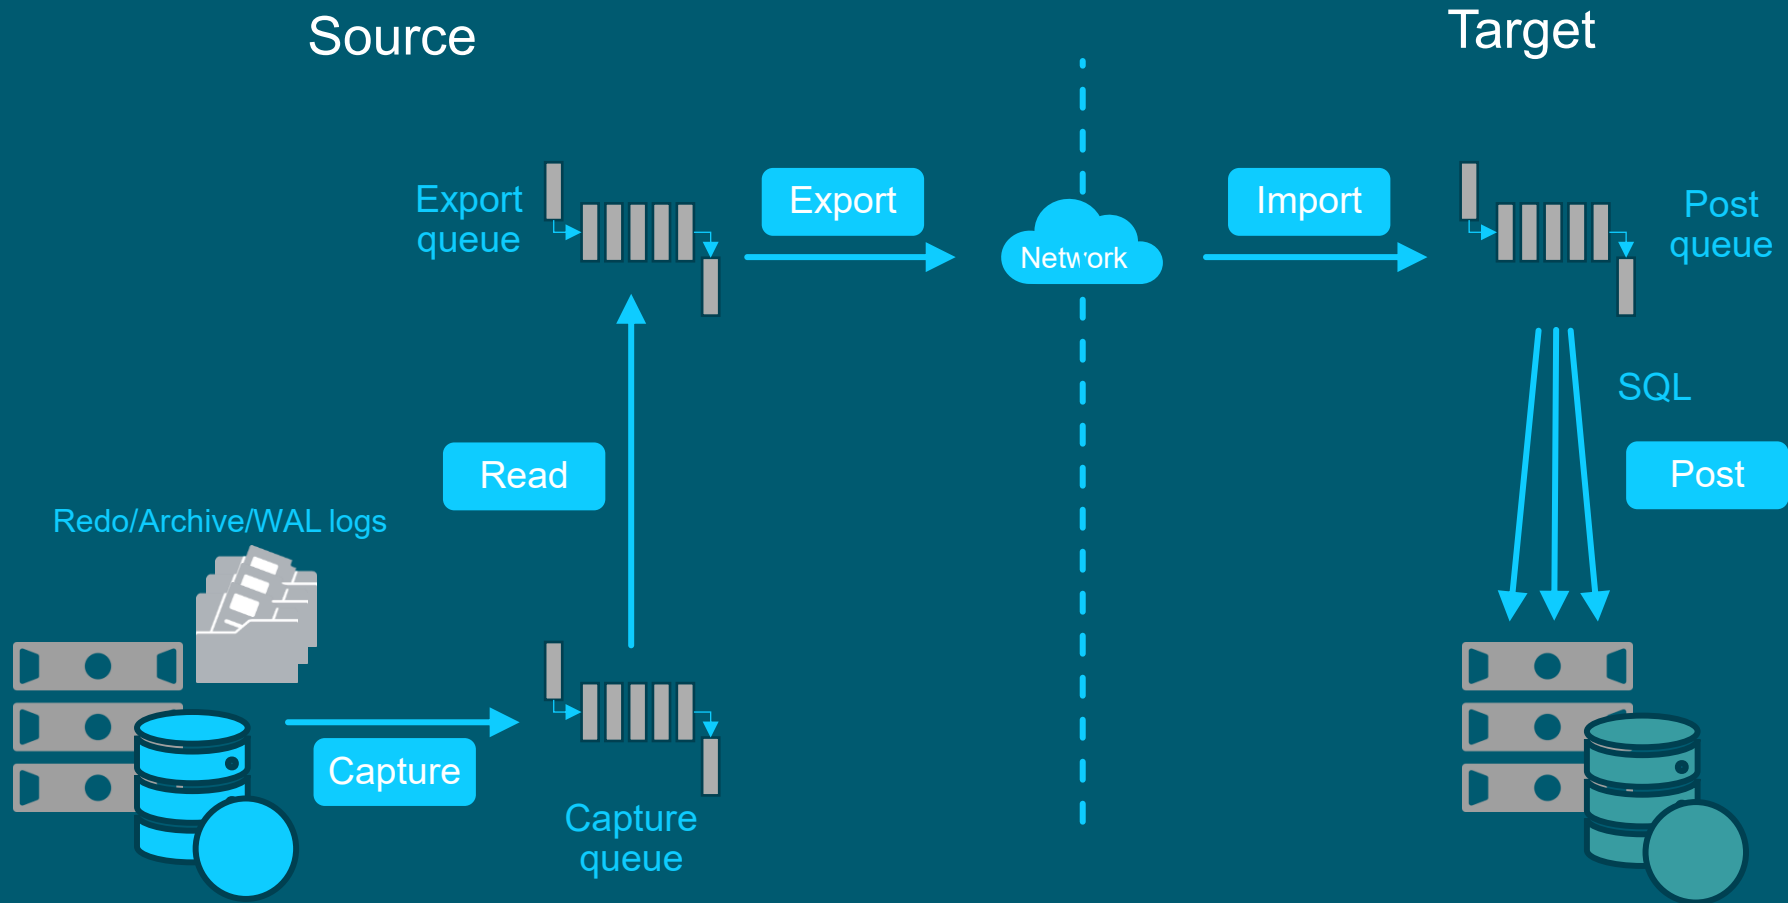 Source
Target
Export
queue
Export
Network
Import
Post
queue
SQL
Read
Post
Redo/Archive/WAL logs
Capture
Capture
queue